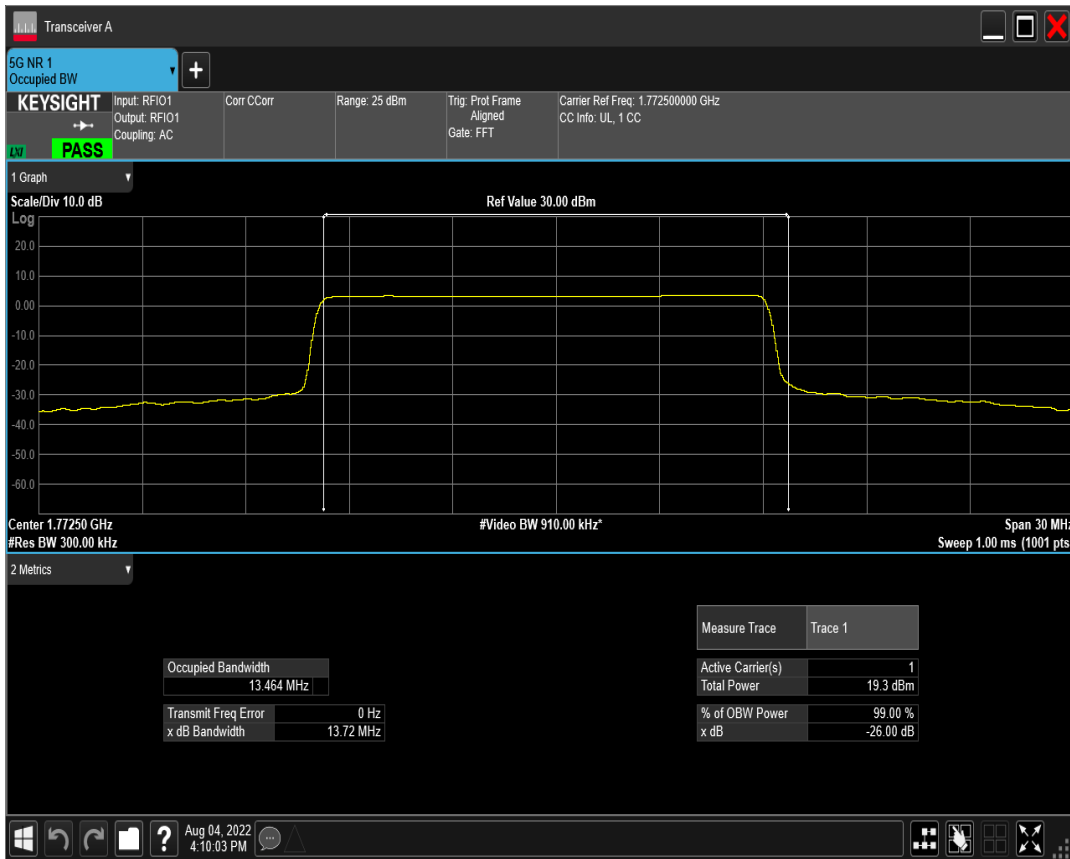 Transceiver A
5G NR 1
Occupied BW
KEYSIGHT
Input: RFIO1
Output: RFIO1
Coupling: AC
Corr CCorr
Range: 25 dBm
Trig: Prot Frame
Aligned
Gate: FFT
Carrier Ref Freq: 1.772500000 GHz
CC Info: UL, 1 CC
LXI
PASS
1 Graph
Scale/Div 10.0 dB
Ref Value 30.00 dBm
Log
20.0
10.0
0.00
-10.0
-20.0
-30.0
-40.0
-50.0
-60.0
Center 1.77250 GHz
#Video BW 910.00 kHz*
Span 30 MHz
#Res BW 300.00 kHz
Sweep 1.00 ms (1001 pts
2 Metrics
Measure Trace Trace 1
Occupied Bandwidth
13.464 MHz
Active Carrier(s) 1
Total Power 19.3 dBm
Transmit Freq Error 0 Hz
x dB Bandwidth 13.72 MHz
% of OBW Power 99.00 %
x dB -26.00 dB
Aug 04, 2022
4:10:03 PM